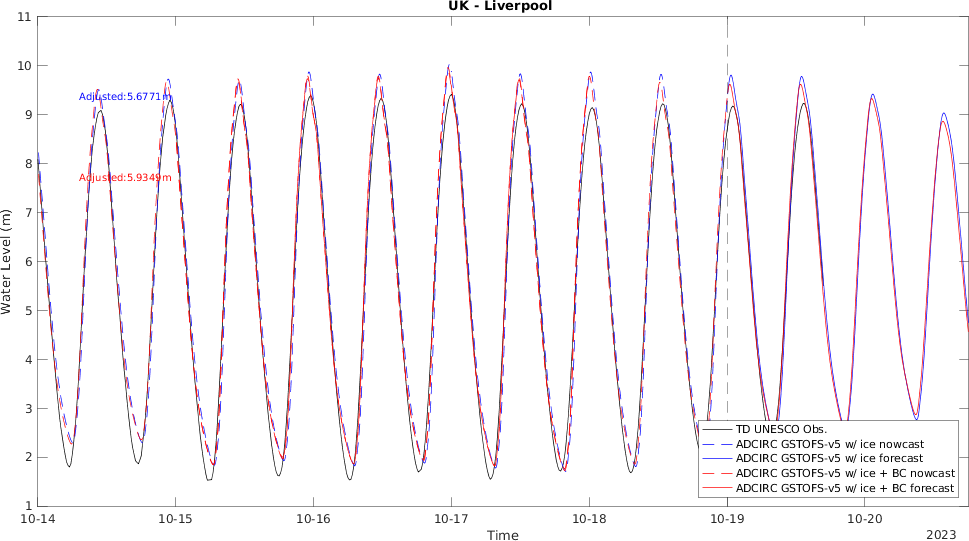 UK - Liverpool
Water Level (m)
11
10
9
8
7
6
5
4
3
2
1
Adjusted:5.6771m
Adjusted:5.9349m
TD UNESCO Obs.
ADCIRC GSTOFS-v5 w/ ice nowcast
ADCIRC GSTOFS-v5 w/ ice forecast
ADCIRC GSTOFS-v5 w/ ice + BC nowcast
ADCIRC GSTOFS-v5 w/ ice + BC forecast
10-14 10-15 10-16 10-17 10-18 10-19 10-20
Time
2023